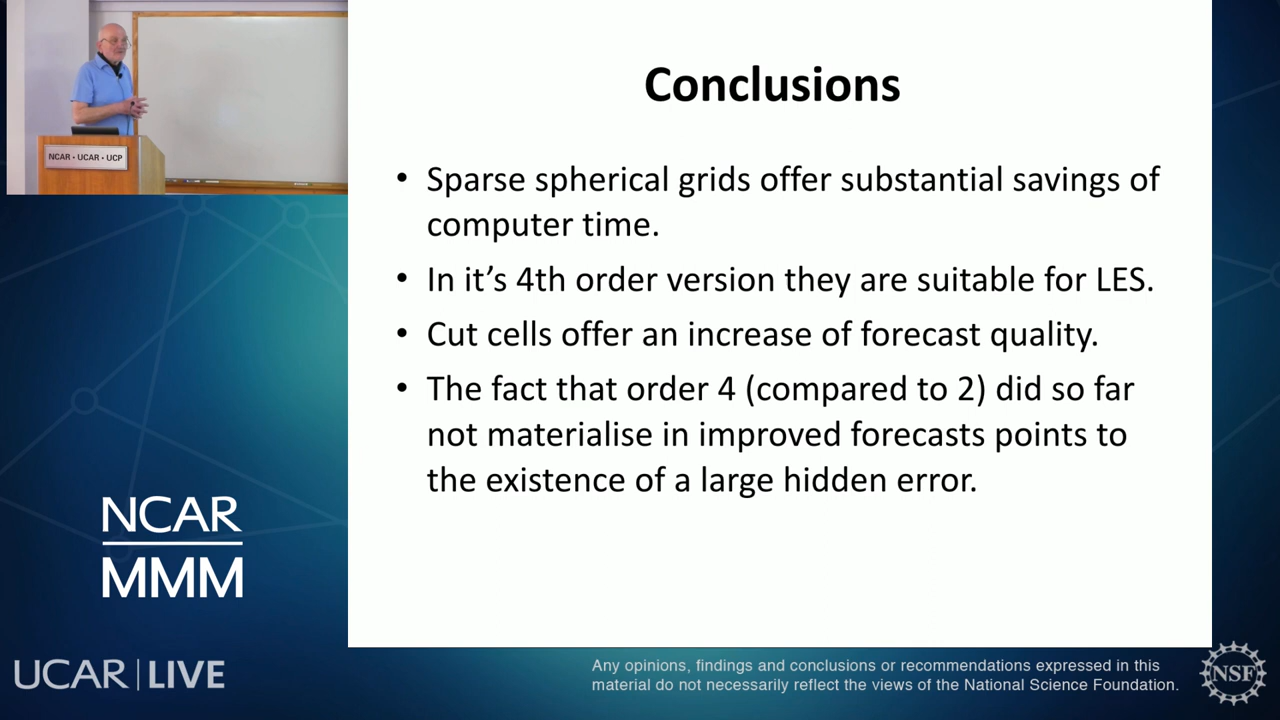 NCAR • UCAR • UCP
Conclusions
• Sparse spherical grids offer substantial savings of
computer time.
• In it’s 4th order version they are suitable for LES.
• Cut cells offer an increase of forecast quality.
• The fact that order 4 (compared to 2) did so far
not materialise in improved forecasts points to
the existence of a large hidden error.
NCAR
MMM
UCAR | LIVE
Any opinions, findings and conclusions or recommendations expressed in this
material do not necessarily reflect the views of the National Science Foundation.
NSF